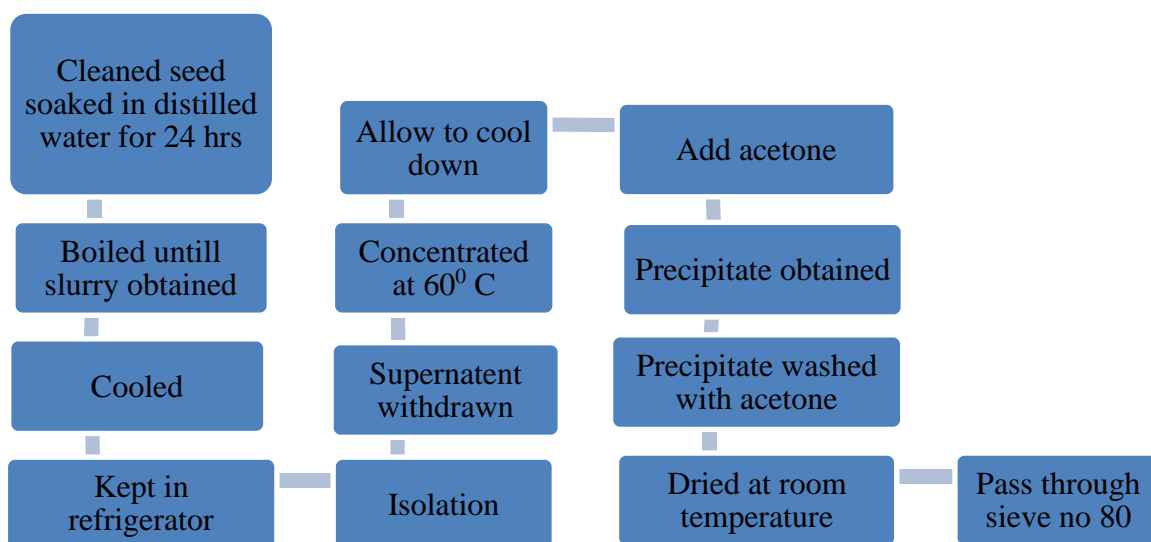 Cleaned seed
soaked in distilled
water for 24 hrs
Boiled untill
slurry obtained
Cooled
Kept in
refrigerator
Isolation
Supernatent
withdrawn
Concentrated
at 60⁰ C
Allow to cool
down
Add acetone
Precipitate obtained
Precipitate washed
with acetone
Dried at room
temperature
Pass through
sieve no 80